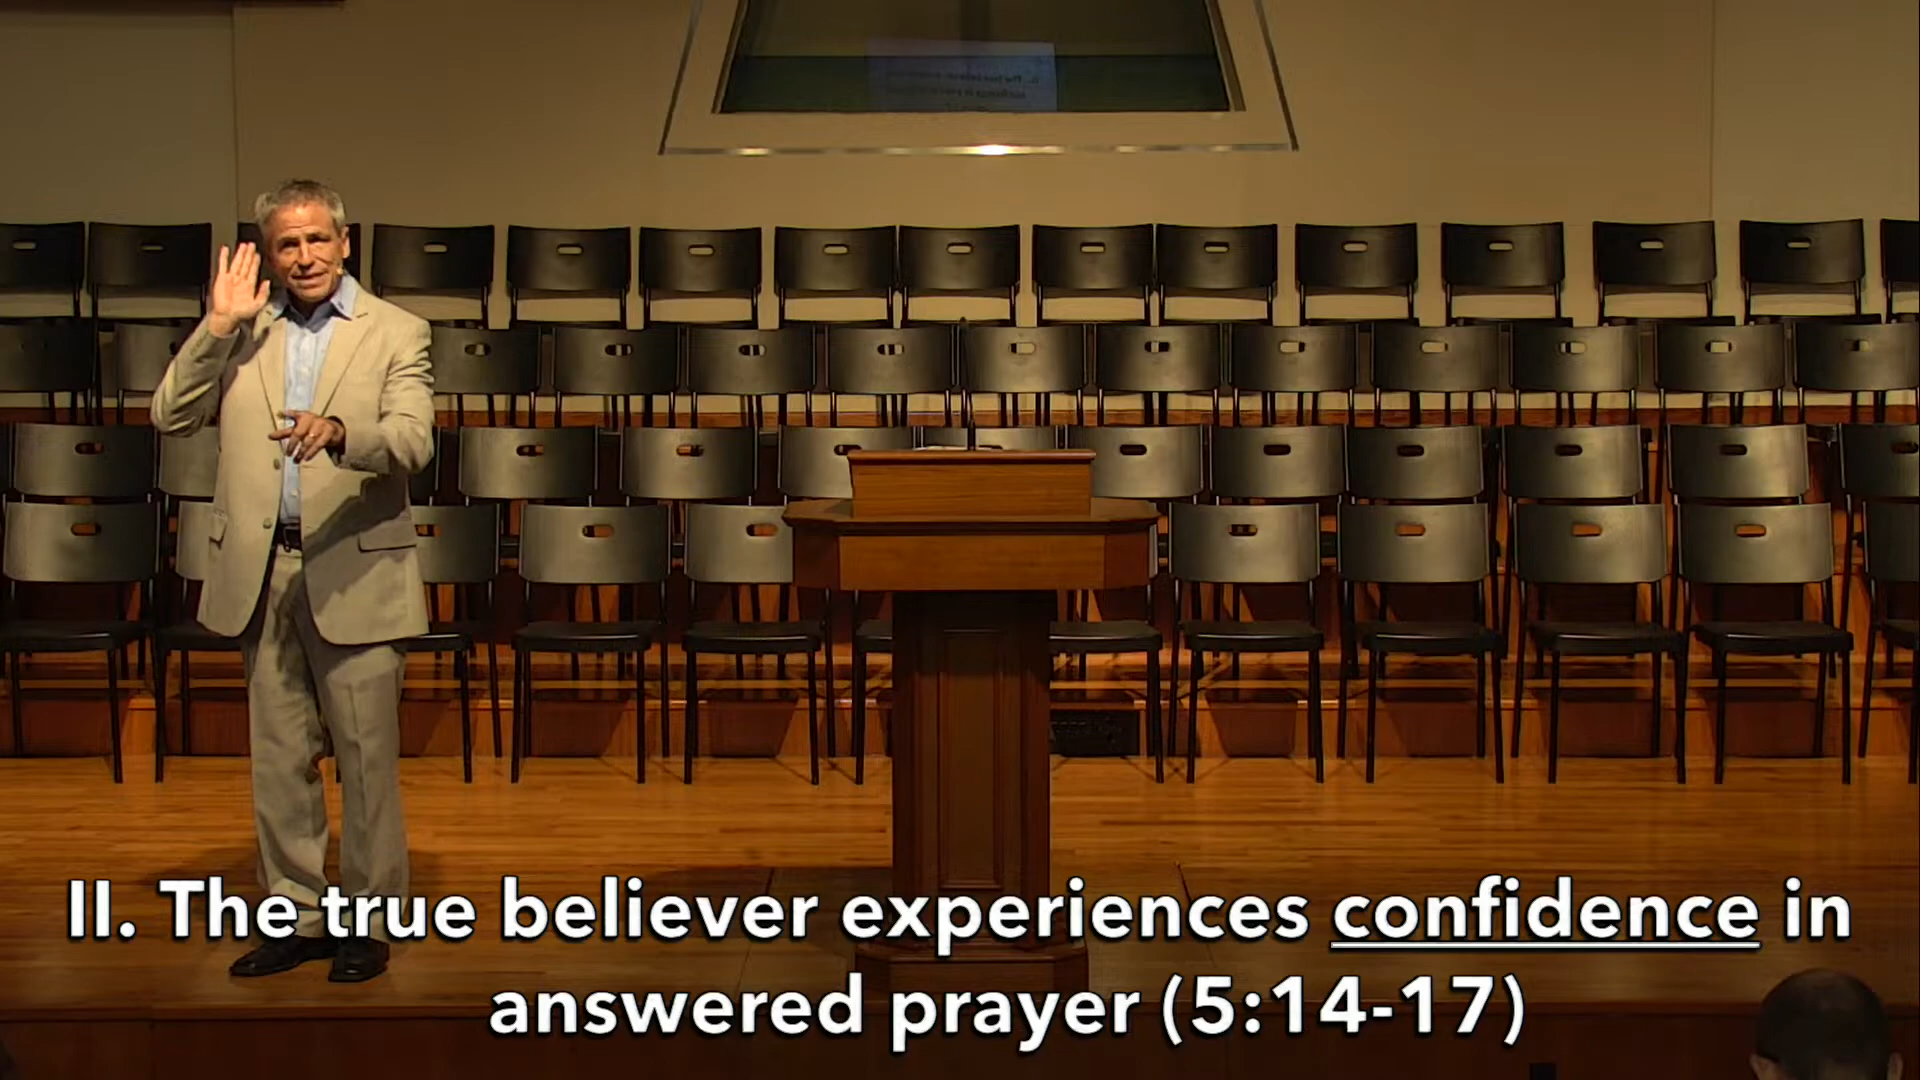 II. The true believer experiences confidence in
answered prayer (5:14-17)